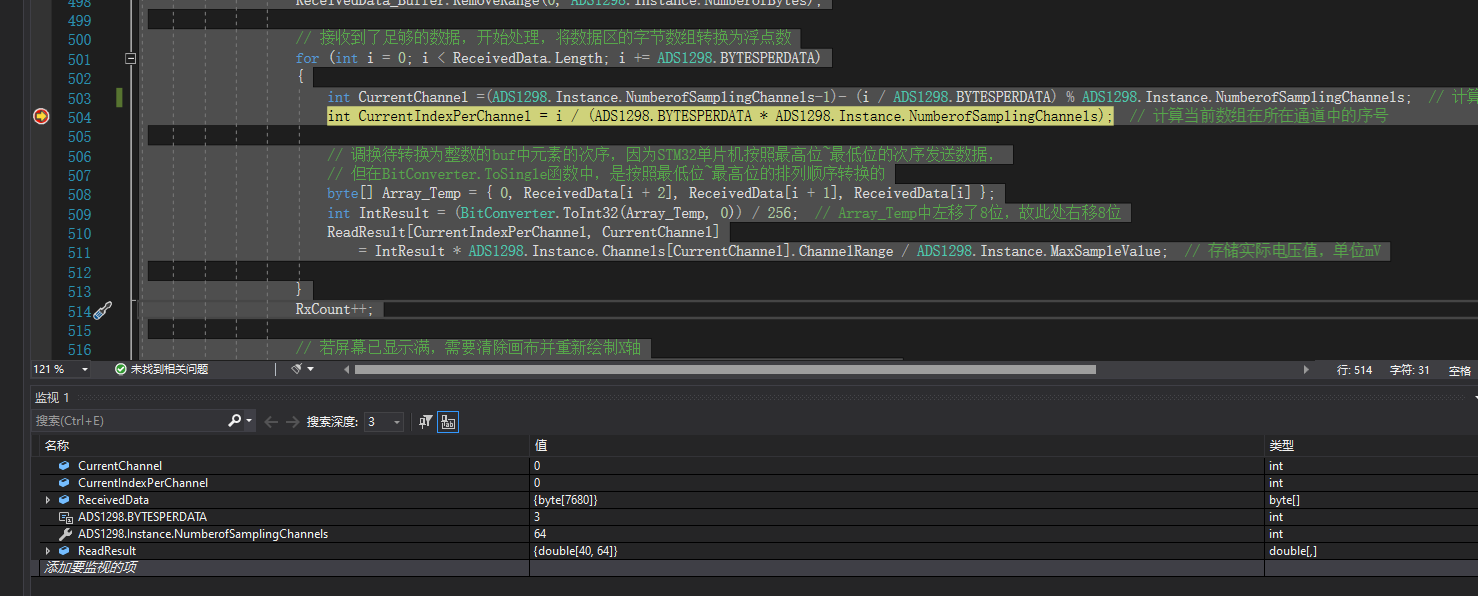 498 ReceivedData_Buffer.RemoveRange(0, ADS1298.Instance.NumberofBytes);
499
500 // 接收到了足够的数据，开始处理，将数据区的字节数组转换为浮点数
501 for (int i = 0; i < ReceivedData.Length; i += ADS1298.BYTESPERDATA)
502 {
503 int CurrentChannel =(ADS1298.Instance.NumberofSamplingChannels-1)- (i / ADS1298.BYTESPERDATA) % ADS1298.Instance.NumberofSamplingChannels; // 计算
504 int CurrentIndexPerChannel = i / (ADS1298.BYTESPERDATA * ADS1298.Instance.NumberofSamplingChannels); // 计算当前数组在所在通道中的序号
505
506 // 调换待转换为整数的buf中元素的次序，因为STM32单片机按照最高位~最低位的次序发送数据，
507 // 但在BitConverter.ToSingle函数中，是按照最低位~最高位的排列顺序转换的
508 byte[] Array_Temp = { 0, ReceivedData[i + 2], ReceivedData[i + 1], ReceivedData[i] };
509 int IntResult = (BitConverter.ToInt32(Array_Temp, 0)) / 256; // Array_Temp中左移了8位，故此处右移8位
510 ReadResult[CurrentIndexPerChannel, CurrentChannel]
511 = IntResult * ADS1298.Instance.Channels[CurrentChannel].ChannelRange / ADS1298.Instance.MaxSampleValue; // 存储实际电压值，单位mV
512
513 }
514 RxCount++;
515
516 // 若屏幕已显示满，需要清除画布并重新绘制X轴
121 % 未找到相关问题 行: 514 字符: 31 空格
监视 1
搜索(Ctrl+E) 搜索深度: 3
名称 值 类型
CurrentChannel 0 int
CurrentIndexPerChannel 0 int
ReceivedData {byte[7680]} byte[]
ADS1298.BYTESPERDATA 3 int
ADS1298.Instance.NumberofSamplingChannels 64 int
ReadResult {double[40, 64]} double[,]
添加要监视的项